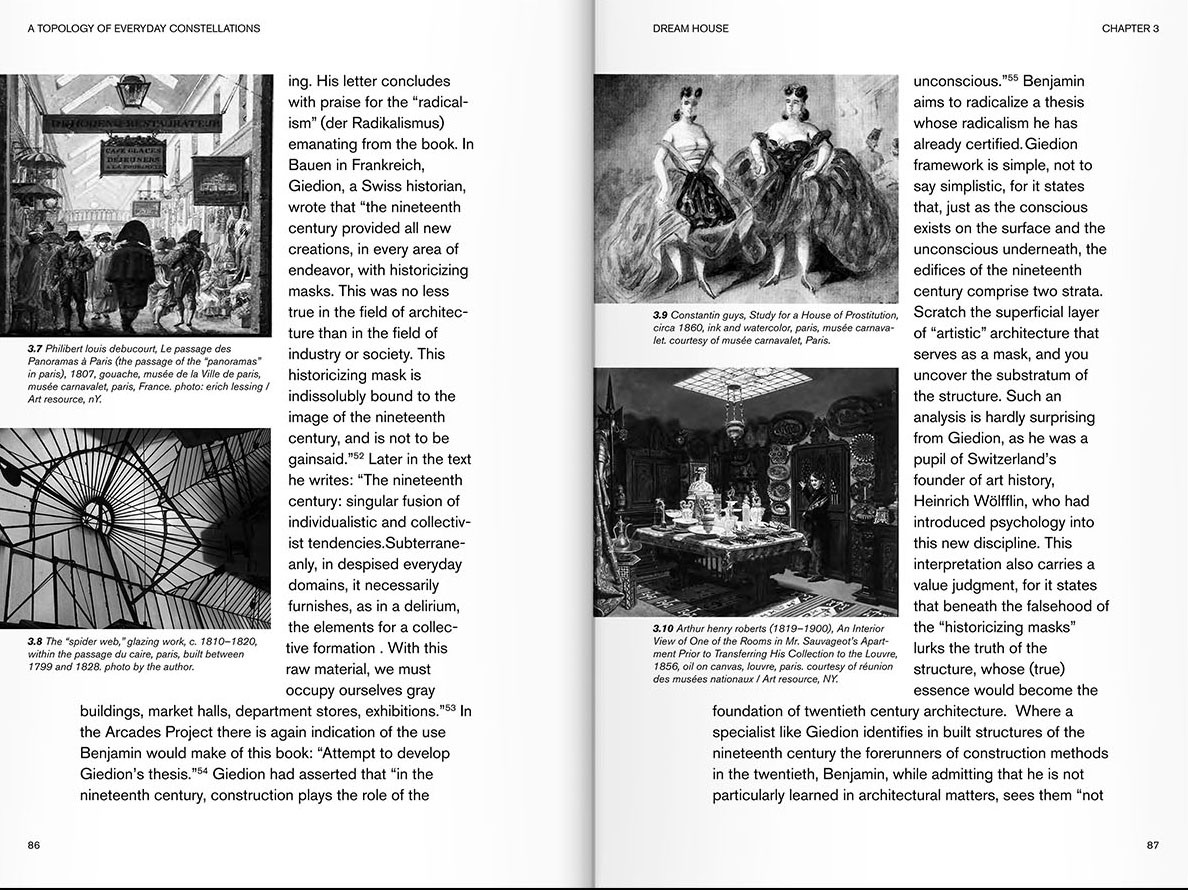 A TOPOLOGY OF EVERYDAY CONSTELLATIONS
ing. His letter concludes
with praise for the “radical-
ism” (der Radikalismus)
emanating from the book. In
Bauen in Frankreich,
Giedion, a Swiss historian,
wrote that “the nineteenth
century provided all new
creations, in every area of
endeavor, with historicizing
masks. This was no less
true in the field of architec-
ture than in the field of
industry or society. This
historicizing mask is
indissolubly bound to the
image of the nineteenth
century, and is not to be
gainsaid.”52 Later in the text
he writes: “The nineteenth
century: singular fusion of
individualistic and collectiv-
ist tendencies.Subterrane-
anly, in despised everyday
domains, it necessarily
furnishes, as in a delirium,
the elements for a collec-
tive formation . With this
raw material, we must
occupy ourselves gray
buildings, market halls, department stores, exhibitions.”53 In
the Arcades Project there is again indication of the use
Benjamin would make of this book: “Attempt to develop
Giedion’s thesis.”54 Giedion had asserted that “in the
nineteenth century, construction plays the role of the
CAFE GLACES
DEJEUNERS
3.7 Philibert louis debucourt, Le passage des
Panoramas à Paris (the passage of the “panoramas”
in paris), 1807, gouache, musée de la Ville de paris,
musée carnavalet, paris, France. photo: erich lessing /
Art resource, nY.
3.8 The “spider web,” glazing work, c. 1810–1820,
within the passage du caire, paris, built between
1799 and 1828. photo by the author.
86
DREAM HOUSE
CHAPTER 3
unconscious.”55 Benjamin
aims to radicalize a thesis
whose radicalism he has
already certified. Giedion
framework is simple, not to
say simplistic, for it states
that, just as the conscious
exists on the surface and the
unconscious underneath, the
edifices of the nineteenth
century comprise two strata.
Scratch the superficial layer
of “artistic” architecture that
serves as a mask, and you
uncover the substratum of
the structure. Such an
analysis is hardly surprising
from Giedion, as he was a
pupil of Switzerland’s
founder of art history,
Heinrich Wölfflin, who had
introduced psychology into
this new discipline. This
interpretation also carries a
value judgment, for it states
that beneath the falsehood of
the “historicizing masks”
lurks the truth of the
structure, whose (true)
essence would become the
foundation of twentieth century architecture. Where a
specialist like Giedion identifies in built structures of the
nineteenth century the forerunners of construction methods
in the twentieth, Benjamin, while admitting that he is not
particularly learned in architectural matters, sees them “not
3.9 Constantin guys, Study for a House of Prostitution,
circa 1860, ink and watercolor, paris, musée carnava-
let. courtesy of musée carnavalet, Paris.
3.10 Arthur henry roberts (1819–1900), An Interior
View of One of the Rooms in Mr. Sauvageot’s Apart-
ment Prior to Transferring His Collection to the Louvre,
1856, oil on canvas, louvre, paris. courtesy of réunion
des musées nationaux / Art resource, NY.
87